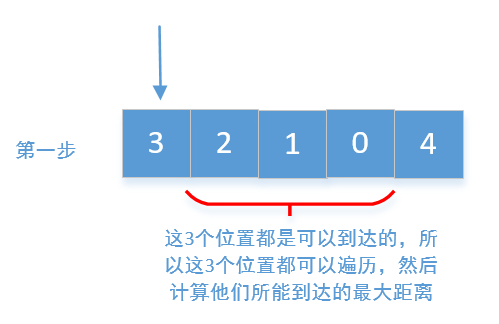 3 2 1 0 4
第一步
这3个位置都是可以到达的，所
以这3个位置都可以遍历，然后
计算他们所能到达的最大距离